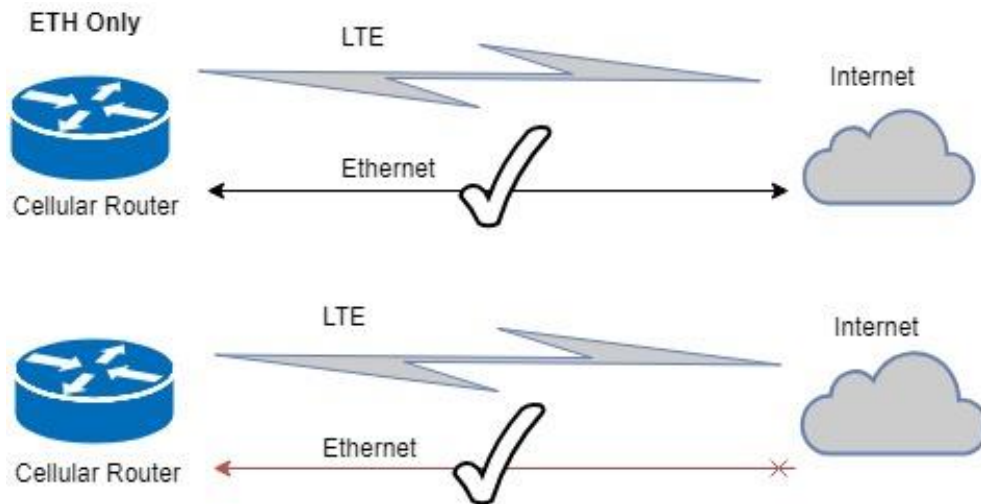 ETH Only
LTE
Internet
Ethernet
Cellular Router
LTE
Internet
Ethernet
Cellular Router